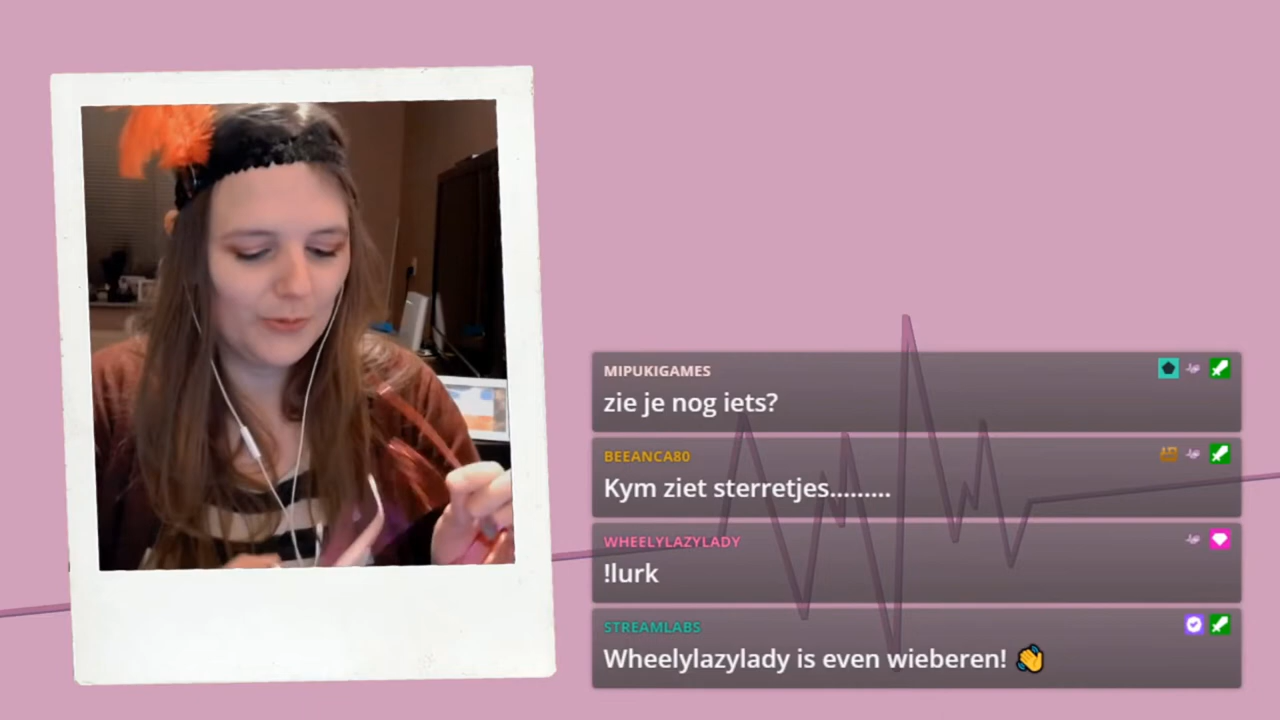 MIPUKIGAMES
zie je nog iets?
BEEANCA80
Kym ziet sterretjes.........
WHEELYLAZYLADY
!lurk
STREAMLABS
Wheelylazylady is even wieberen! 👋